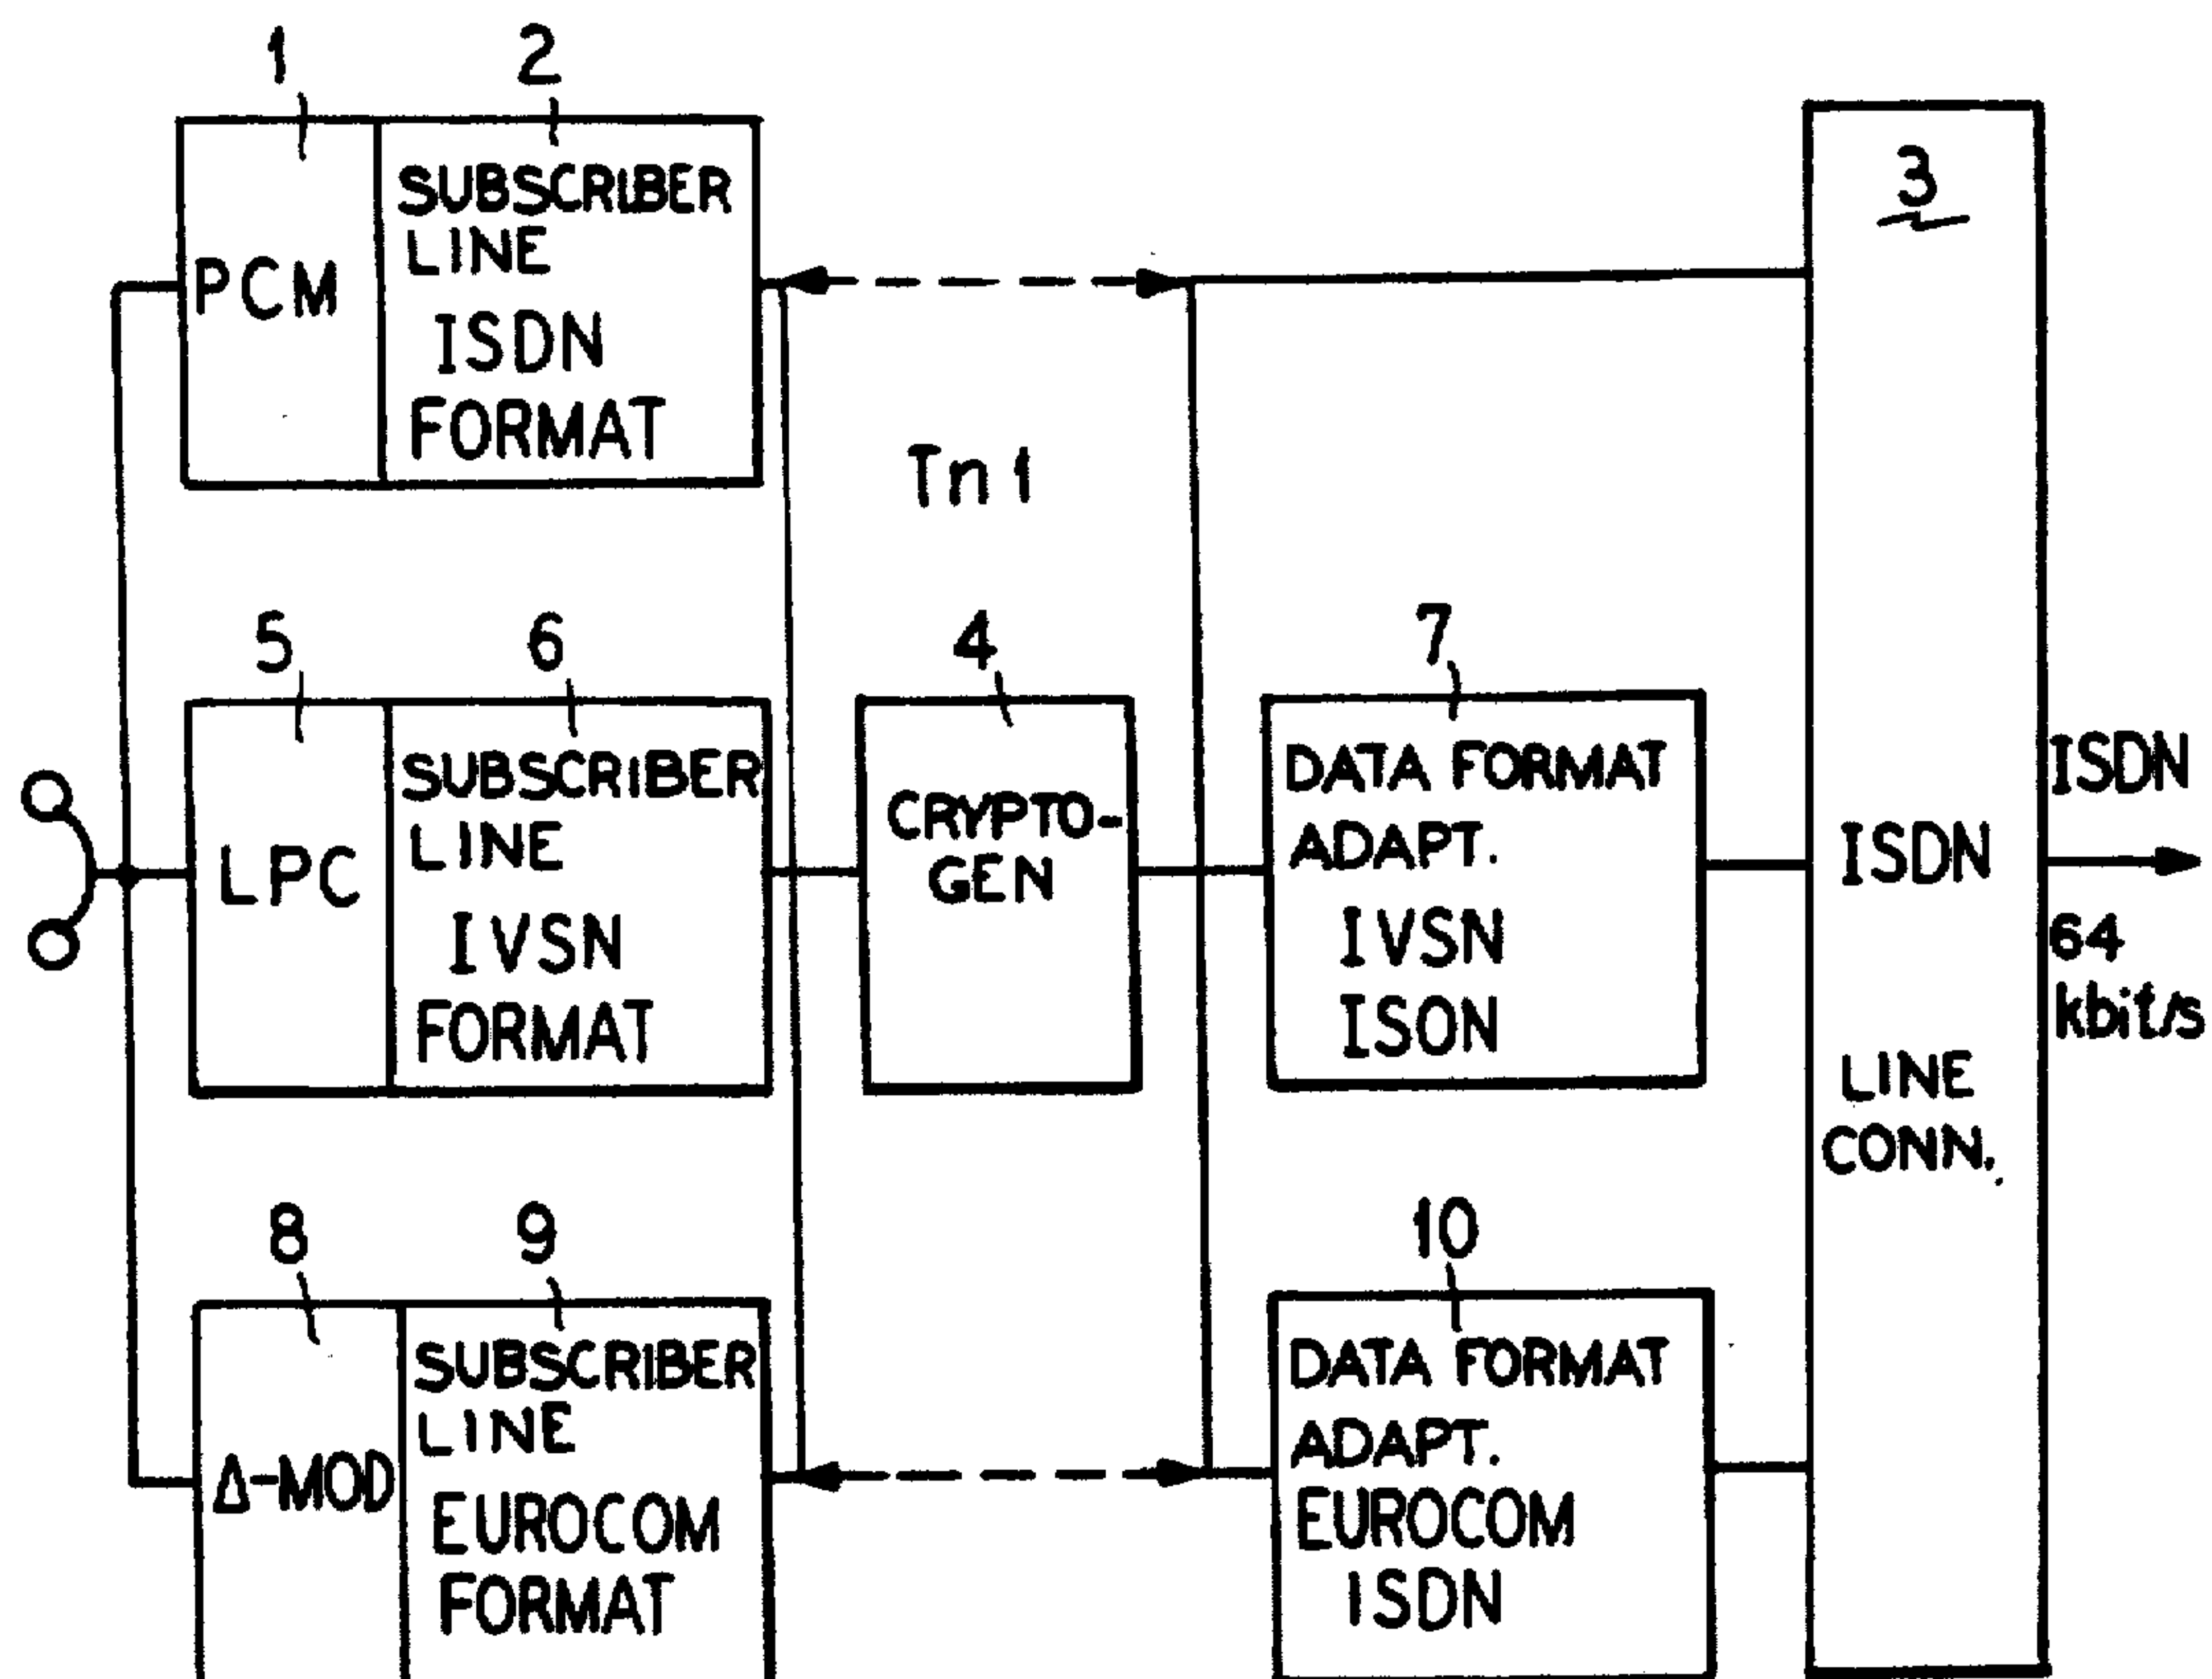 1
2
3
PCM
SUBSCRIBER
LINE
ISDN
FORMAT
Tn1
5
6
4
7
LPC
SUBSCRIBER
LINE
IVSN
FORMAT
CRYPTO-
GEN
DATA FORMAT
ADAPT.
IVSN
ISON
ISDN
LINE
CONN.
ISDN
64
kbit/s
8
9
10
Δ-MOD
SUBSCRIBER
LINE
EUROCOM
FORMAT
DATA FORMAT
ADAPT.
EUROCOM
ISDN